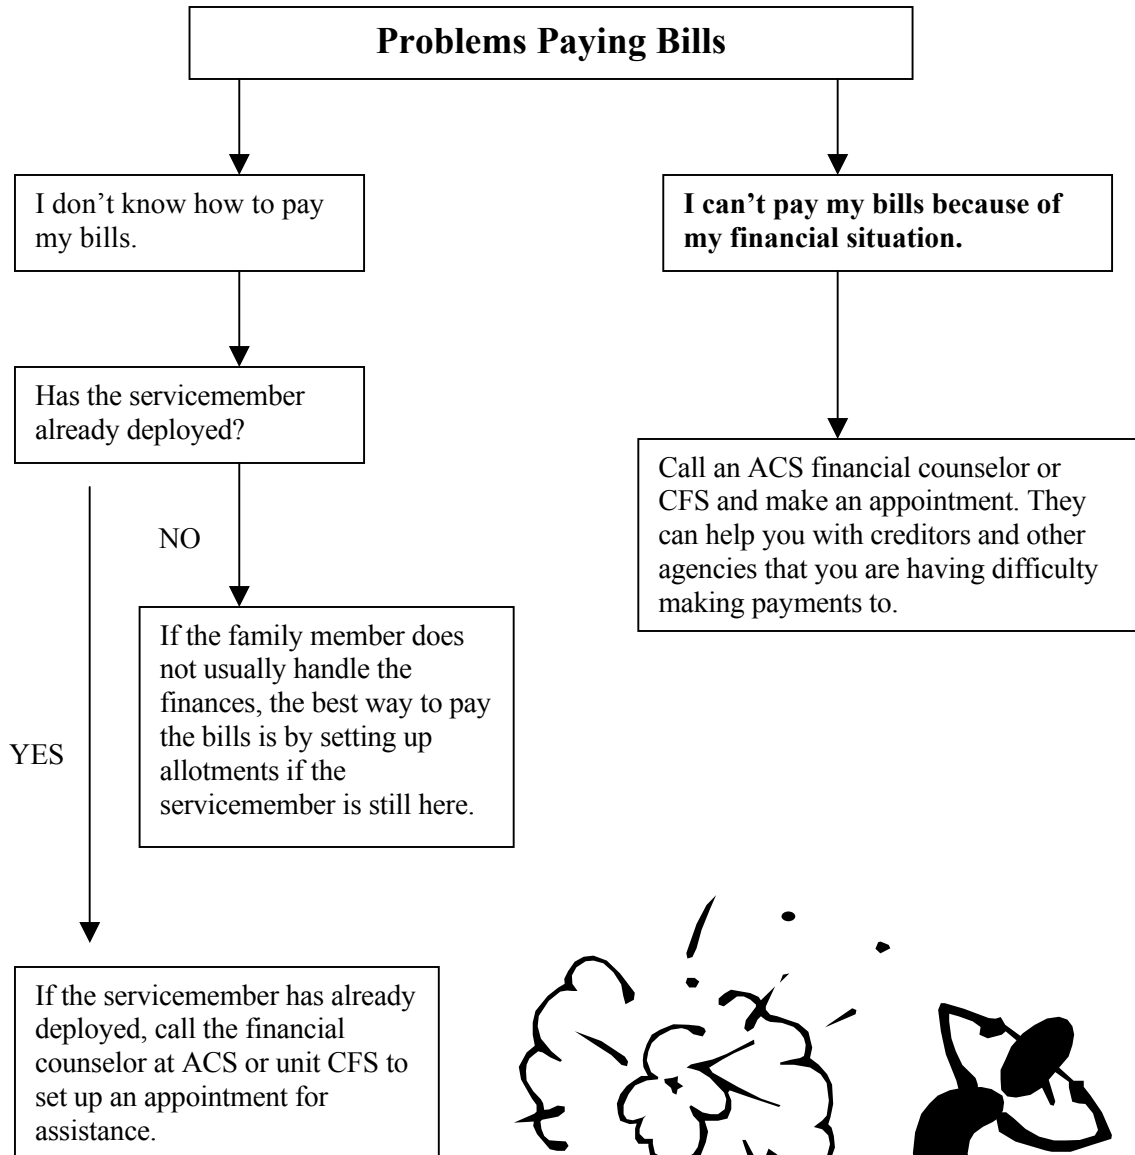 Problems Paying Bills
I don’t know how to pay
my bills.
I can’t pay my bills because of
my financial situation.
Has the servicemember
already deployed?
Call an ACS financial counselor or
CFS and make an appointment. They
can help you with creditors and other
agencies that you are having difficulty
making payments to.
NO
If the family member does
not usually handle the
finances, the best way to pay
the bills is by setting up
allotments if the
servicemember is still here.
YES
If the servicemember has already
deployed, call the financial
counselor at ACS or unit CFS to
set up an appointment for
assistance.